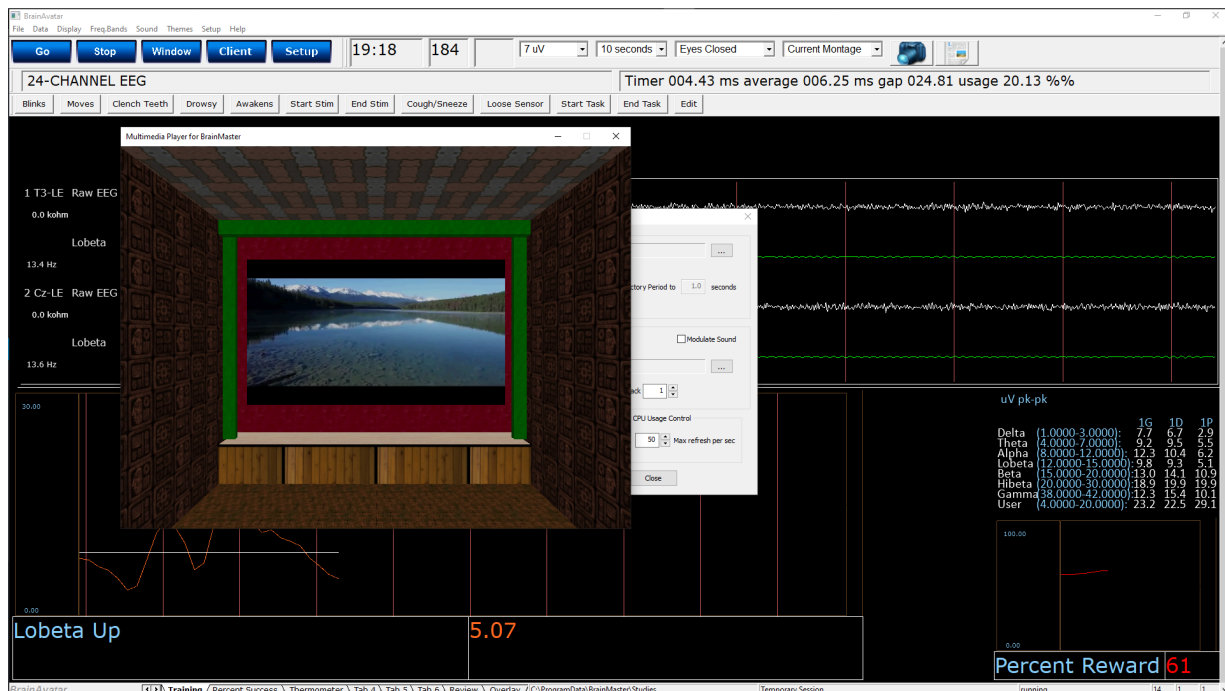 BrainAvatar
File Data Display Freq.Bands Sound Themes Setup Help
Go Stop Window Client Setup 19:18 184 7 uV 10 seconds Eyes Closed Current Montage
24-CHANNEL EEG Timer 004.43 ms average 006.25 ms gap 024.81 usage 20.13 %%
Blinks Moves Clench Teeth Drowsy Awakens Start Stim End Stim Cough/Sneeze Loose Sensor Start Task End Task Edit
Multimedia Player for BrainMaster
1 T3-LE Raw EEG
0.0 kohm
Lobeta
13.4 Hz
2 Cz-LE Raw EEG
0.0 kohm
Lobeta
13.6 Hz
...
ctory Period to 1.0 seconds
Modulate Sound
...
ack 1
CPU Usage Control
50 Max refresh per sec
Close
30.00
0.00
uV pk-pk
1G 1D 1P
Delta (1.0000-3.0000): 7.7 6.7 2.9
Theta (4.0000-7.0000): 9.2 9.5 5.5
Alpha (8.0000-12.0000): 12.3 10.4 6.2
Lobeta (12.0000-15.0000): 9.8 9.3 5.1
Beta (15.0000-20.0000): 13.0 14.1 10.9
Hibeta (20.0000-30.0000): 18.9 19.9 19.9
Gamma (38.0000-42.0000): 12.3 15.4 10.1
User (4.0000-20.0000): 23.2 22.5 29.1
100.00
0.00
Lobeta Up 5.07
Percent Reward 61
BrainAvatar Training Percent Success Thermometer Tab 4 Tab 5 Tab 6 Review Overlay C:\ProgramData\BrainMaster\Studies Temporary Session running 14 1 1